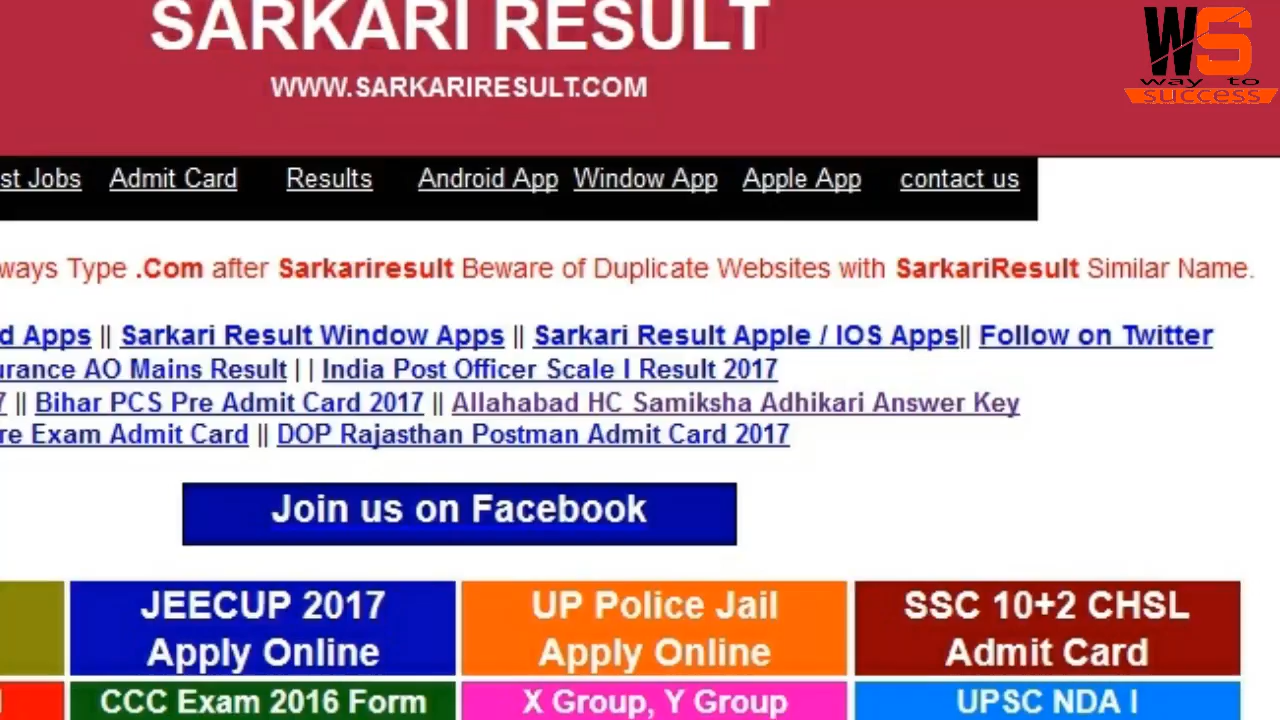 SARKARI RESULT
WWW.SARKARIRESULT.COM
WS
way to
success
st Jobs Admit Card Results Android App Window App Apple App contact us
ways Type .Com after Sarkariresult Beware of Duplicate Websites with SarkariResult Similar Name.
d Apps || Sarkari Result Window Apps || Sarkari Result Apple / IOS Apps|| Follow on Twitter
urance AO Mains Result | | India Post Officer Scale I Result 2017
7 || Bihar PCS Pre Admit Card 2017 || Allahabad HC Samiksha Adhikari Answer Key
re Exam Admit Card || DOP Rajasthan Postman Admit Card 2017
Join us on Facebook
JEECUP 2017
Apply Online
UP Police Jail
Apply Online
SSC 10+2 CHSL
Admit Card
CCC Exam 2016 Form
X Group, Y Group
UPSC NDA I